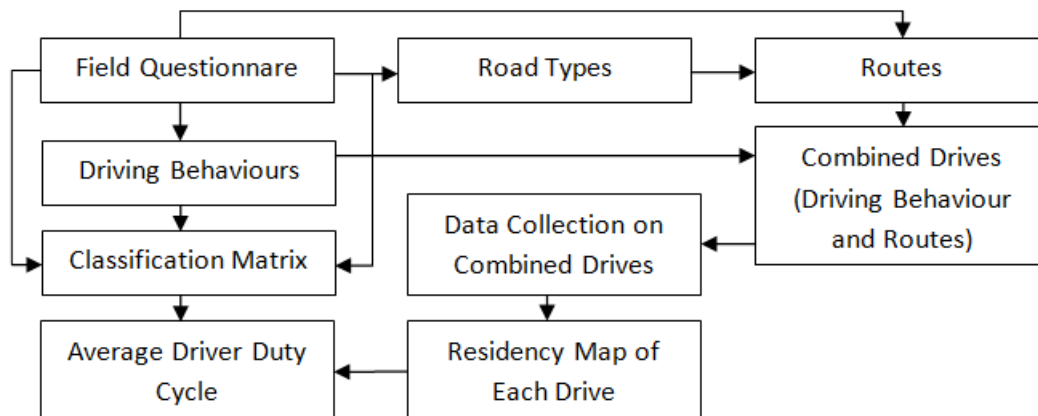 Field Questionnare
Road Types
Routes
Driving Behaviours
Combined Drives
(Driving Behaviour
and Routes)
Data Collection on
Combined Drives
Classification Matrix
Average Driver Duty
Cycle
Residency Map of
Each Drive